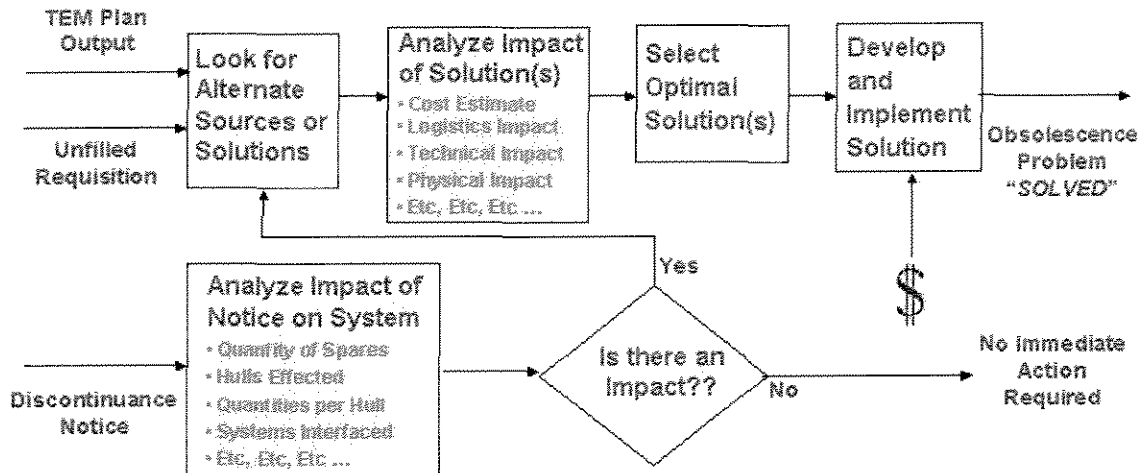 TEM Plan
Output
Unfilled
Requisition
Look for
Alternate
Sources or
Solutions
Analyze Impact
of Solution(s)
• Cost Estimate
• Logistics Impact
• Technical Impact
• Physical Impact
• Etc, Etc, Etc ...
Select
Optimal
Solution(s)
Develop
and
Implement
Solution
Obsolescence
Problem
“SOLVED”
$
Discontinuance
Notice
Analyze Impact of
Notice on System
• Quantity of Spares
• Hulls Effected
• Quantities per Hull
• Systems Interfaced
• Etc, Etc, Etc ...
Is there an
Impact??
Yes
No
No Immediate
Action
Required